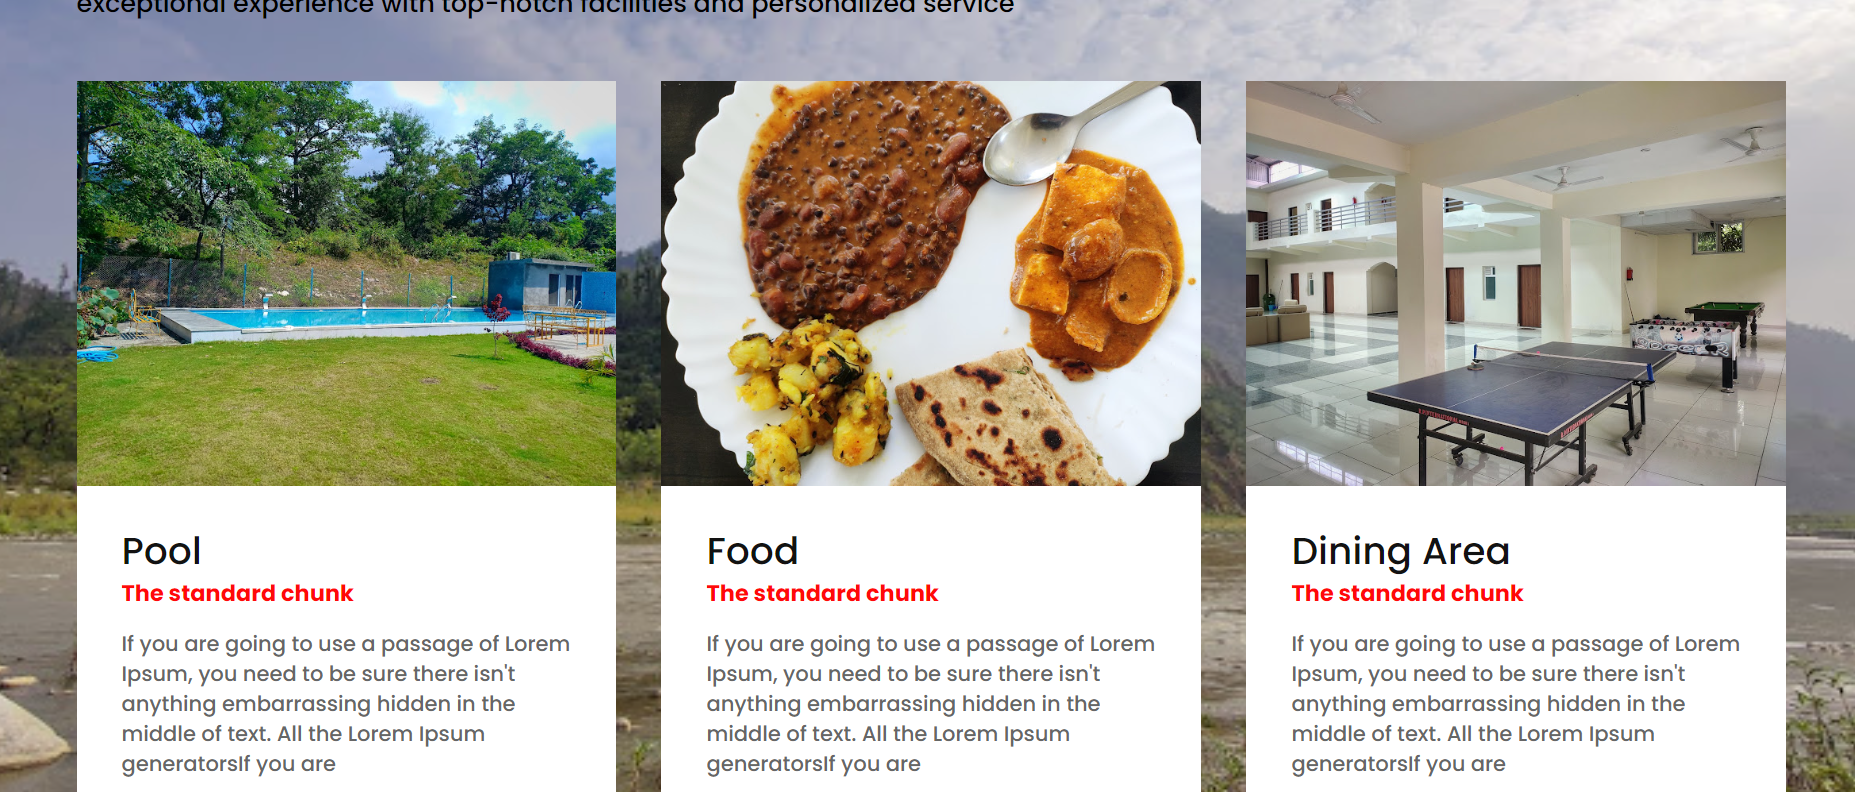 exceptional experience with top-notch facilities and personalized service
Pool
The standard chunk
If you are going to use a passage of Lorem
Ipsum, you need to be sure there isn't
anything embarrassing hidden in the
middle of text. All the Lorem Ipsum
generatorsIf you are
Food
The standard chunk
If you are going to use a passage of Lorem
Ipsum, you need to be sure there isn't
anything embarrassing hidden in the
middle of text. All the Lorem Ipsum
generatorsIf you are
Dining Area
The standard chunk
If you are going to use a passage of Lorem
Ipsum, you need to be sure there isn't
anything embarrassing hidden in the
middle of text. All the Lorem Ipsum
generatorsIf you are